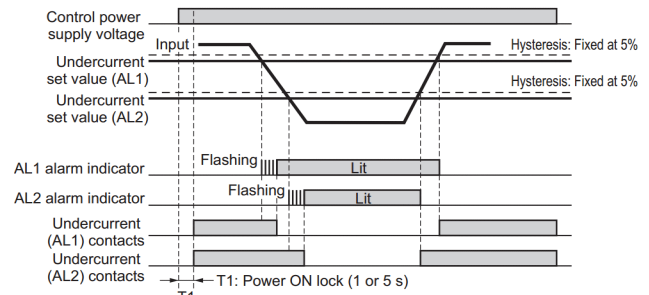 Control power
supply voltage
Input
Hysteresis: Fixed at 5%
Undercurrent
set value (AL1)
Hysteresis: Fixed at 5%
Undercurrent
set value (AL2)
AL1 alarm indicator
Flashing
Lit
AL2 alarm indicator
Flashing
Lit
Undercurrent
(AL1) contacts
Undercurrent
(AL2) contacts
T1: Power ON lock (1 or 5 s)
T1